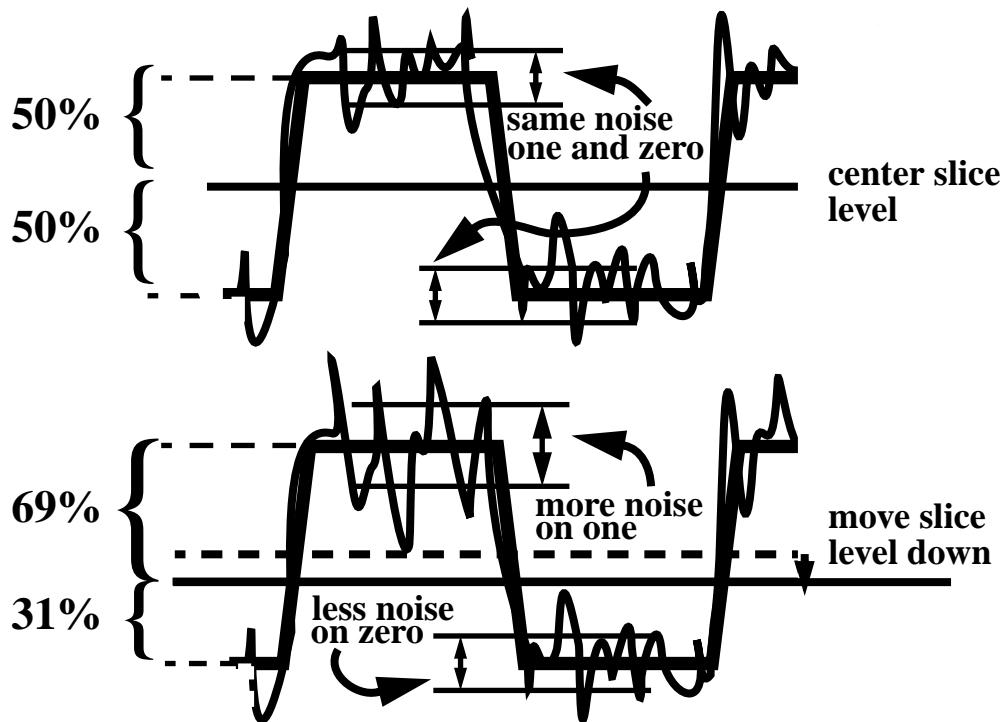 50%
50%
same noise
one and zero
center slice
level
69%
31%
more noise
on one
move slice
level down
less noise
on zero